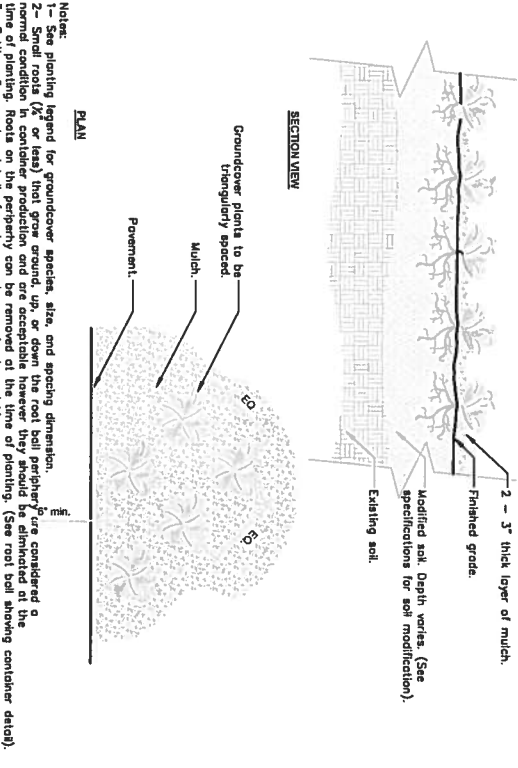 2 - 3" thick layer of mulch.
Finished grade.
Modified soil. Depth varies. (See
specifications for soil modification).
Existing soil.
SECTION VIEW
Groundcover plants to be
triangularly spaced.
Mulch.
Pavement.
EQ
EQ
6" min.
PLAN
Notes:
1- See planting legend for groundcover species, size, and spacing dimension.
2- Small roots (¼" or less) that grow around, up, or down the root ball periphery are considered a
normal condition in container production and are acceptable however they should be eliminated at the
time of planting. Roots on the periperhy can be removed at the time of planting. (See root ball shaving container detail).